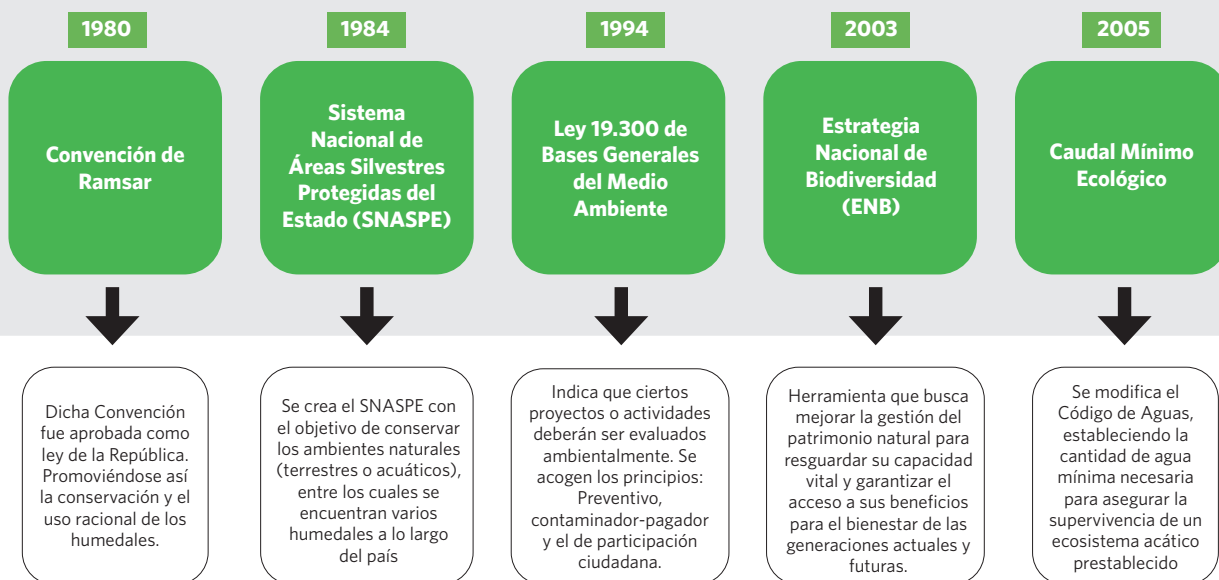 1980
Convención de
Ramsar
Dicha Convención
fue aprobada como
ley de la República.
Promoviéndose así
la conservación y el
uso racional de los
humedales.
1984
Sistema
Nacional de
Áreas Silvestres
Protegidas del
Estado (SNASPE)
Se crea el SNASPE con
el objetivo de conservar
los ambientes naturales
(terrestres o acuáticos),
entre los cuales se
encuentran varios
humedales a lo largo
del país
1994
Ley 19.300 de
Bases Generales
del Medio
Ambiente
Indica que ciertos
proyectos o actividades
deberán ser evaluados
ambientalmente. Se
acogen los principios:
Preventivo,
contaminador-pagador
y el de participación
ciudadana.
2003
Estrategia
Nacional de
Biodiversidad
(ENB)
Herramienta que busca
mejorar la gestión del
patrimonio natural para
resguardar su capacidad
vital y garantizar el
acceso a sus beneficios
para el bienestar de las
generaciones actuales y
futuras.
2005
Caudal Mínimo
Ecológico
Se modifica el
Código de Aguas,
estableciendo la
cantidad de agua
mínima necesaria
para asegurar la
supervivencia de un
ecosistema acático
prestablecido